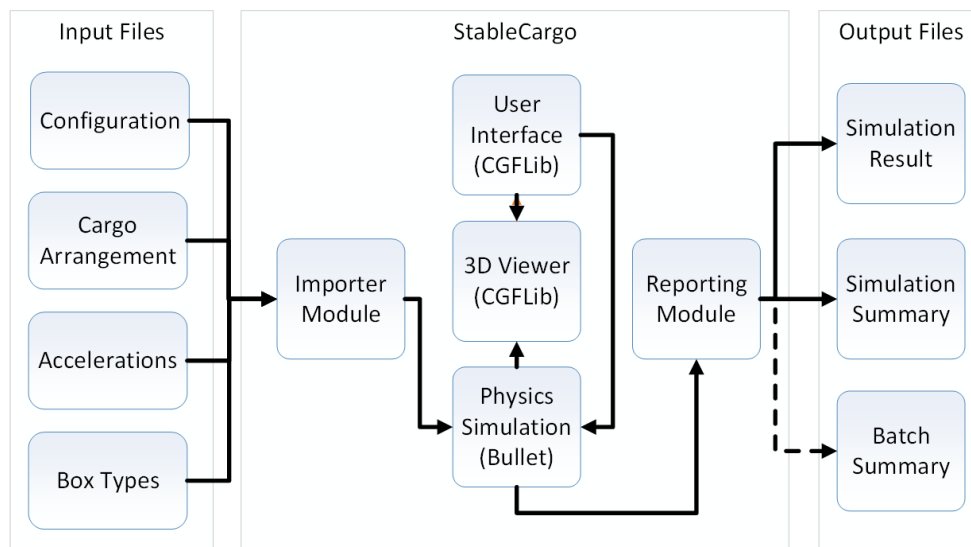 Input Files
Configuration
Cargo
Arrangement
Accelerations
Box Types
StableCargo
Importer
Module
User
Interface
(CGFLib)
3D Viewer
(CGFLib)
Physics
Simulation
(Bullet)
Reporting
Module
Output Files
Simulation
Result
Simulation
Summary
Batch
Summary